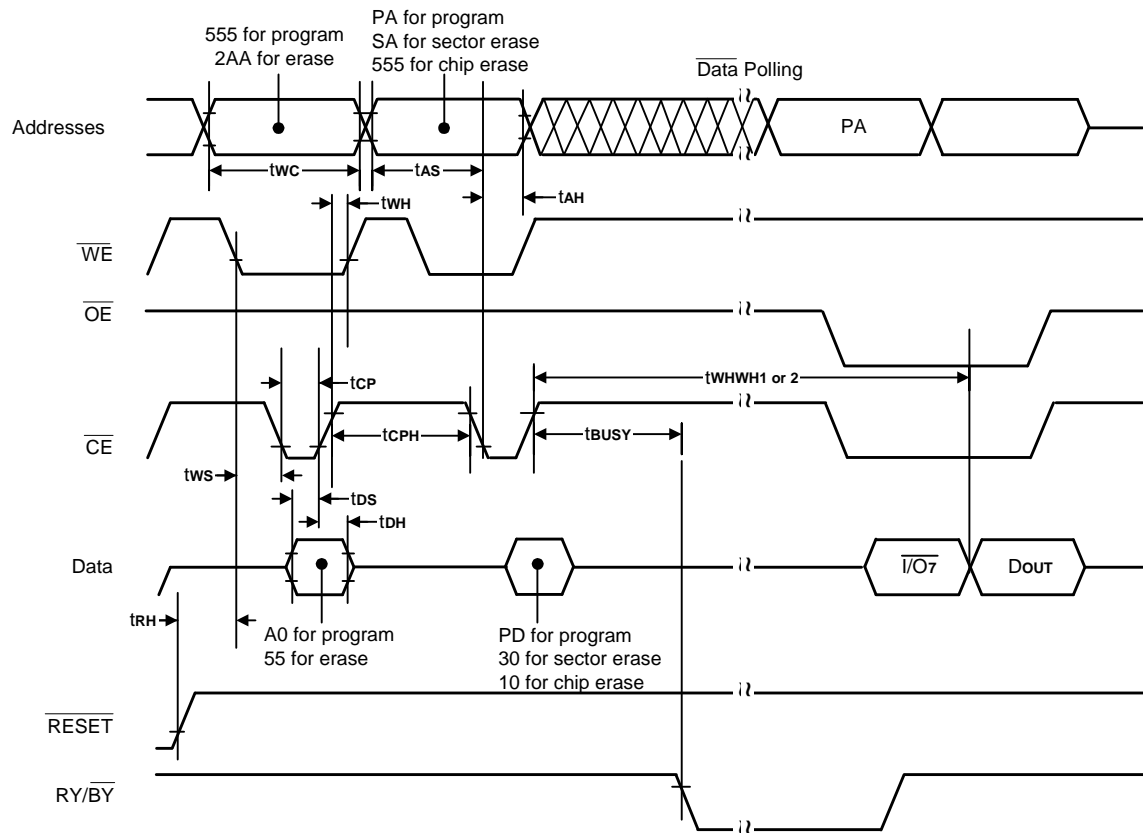 555 for program
2AA for erase
PA for program
SA for sector erase
555 for chip erase
Data Polling
Addresses
PA
tWC
tAS
tAH
tWH
WE
OE
tWHWH1 or 2
tCP
tCPH
tBUSY
CE
tWS
tDS
tDH
Data
I/O7
DOUT
tRH
A0 for program
55 for erase
PD for program
30 for sector erase
10 for chip erase
RESET
RY/BY